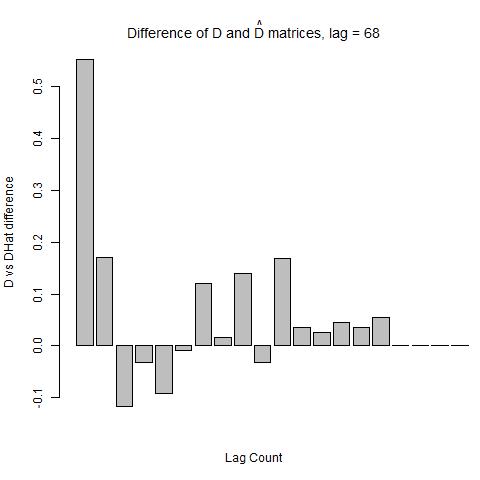 Difference of D and D̂ matrices, lag = 68
D vs DHat difference
0.5
0.4
0.3
0.2
0.1
0.0
-0.1
Lag Count